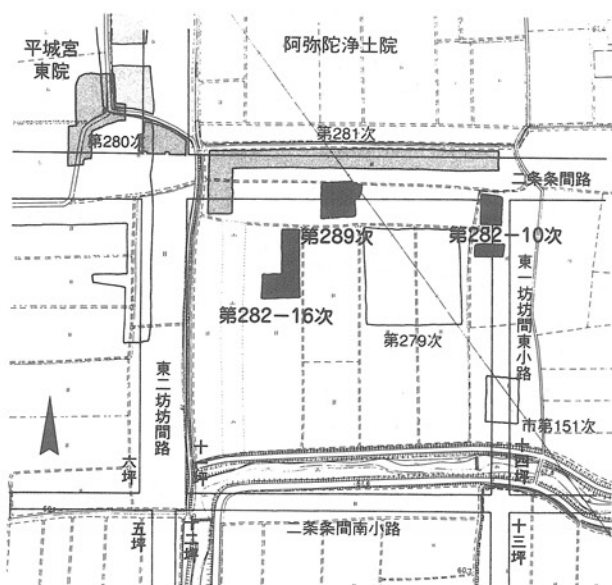 平城宮
東院
阿弥陀浄土院
第280次
第281次
二条条間路
第289次
第282-10次
第282-16次
第279次
東一坊坊間東小路
東二坊坊間路
市第151次
六坪
十
坪
十四坪
五坪
十二坪
二条条間南小路
十三坪